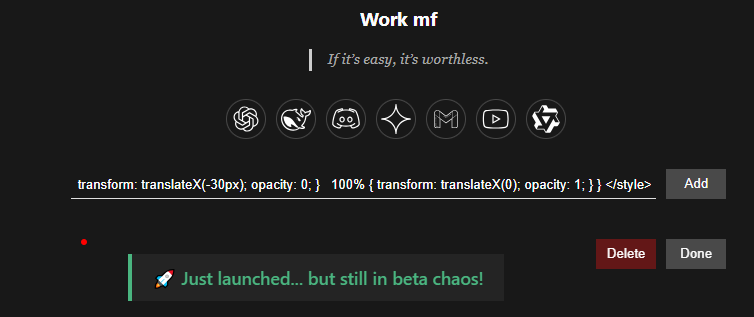 Work mf
If it’s easy, it’s worthless.
transform: translateX(-30px); opacity: 0; } 100% { transform: translateX(0); opacity: 1; } } </style>
Add
Delete
Done
🚀 Just launched... but still in beta chaos!